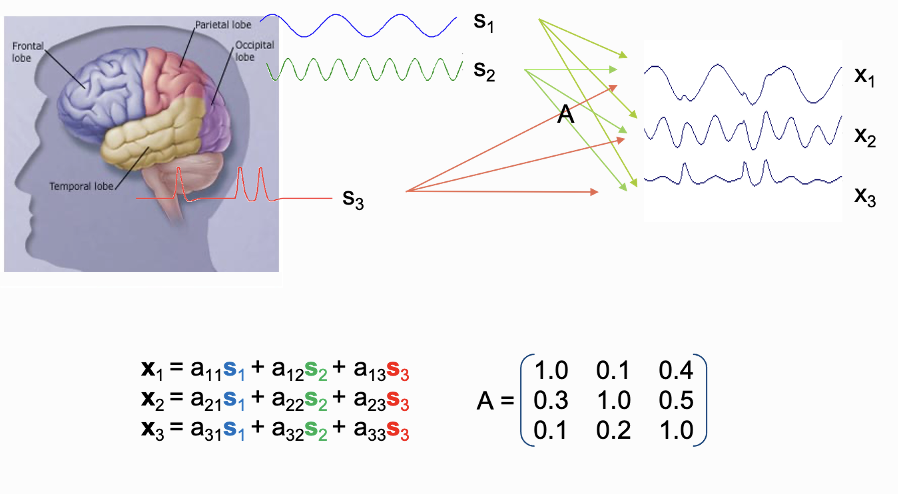 Parietal lobe
Frontal
lobe
Occipital
lobe
Temporal lobe
s₁
s₂
s₃
A
x₁
x₂
x₃
x₁ = a₁₁s₁ + a₁₂s₂ + a₁₃s₃
x₂ = a₂₁s₁ + a₂₂s₂ + a₂₃s₃
x₃ = a₃₁s₁ + a₃₂s₂ + a₃₃s₃
1.0 0.1 0.4
A = 0.3 1.0 0.5
0.1 0.2 1.0